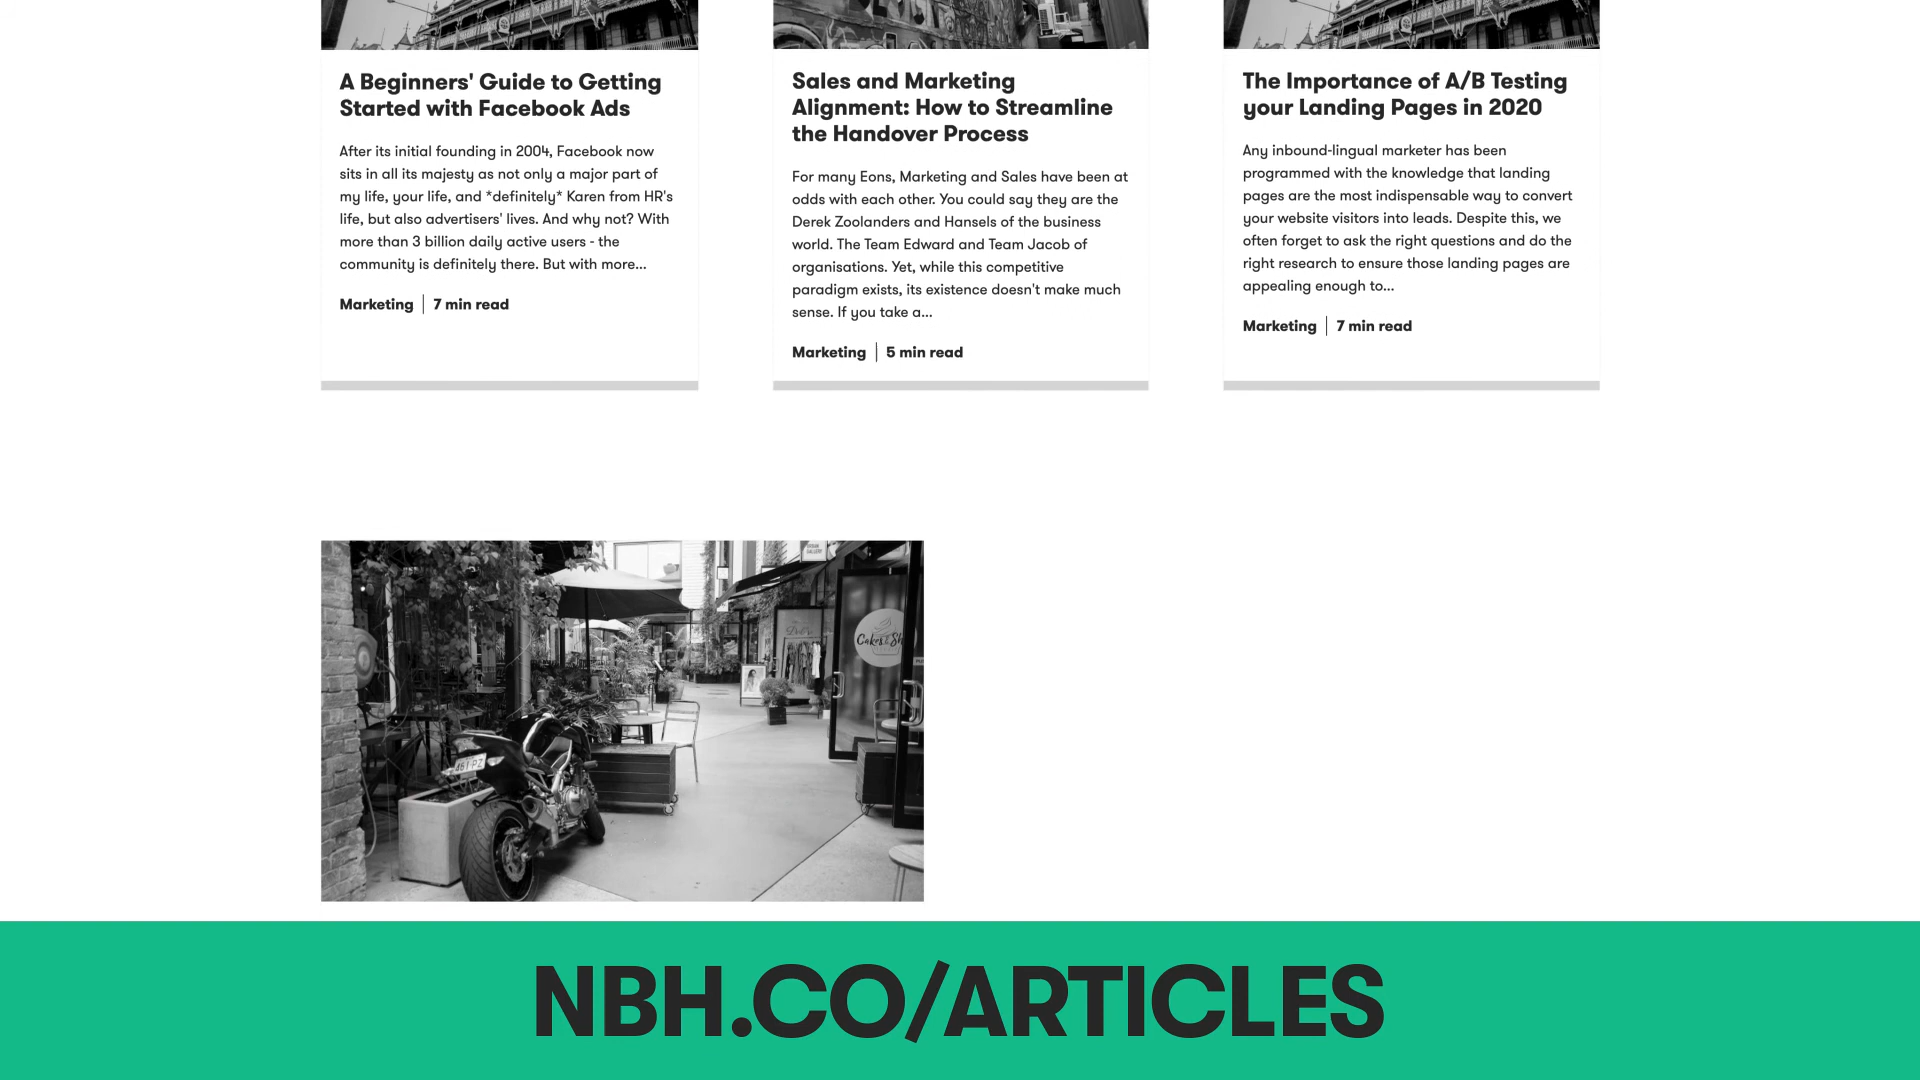 A Beginners' Guide to Getting
Started with Facebook Ads
After its initial founding in 2004, Facebook now
sits in all its majesty as not only a major part of
my life, your life, and *definitely* Karen from HR's
life, but also advertisers' lives. And why not? With
more than 3 billion daily active users - the
community is definitely there. But with more...
Marketing | 7 min read
Sales and Marketing
Alignment: How to Streamline
the Handover Process
For many Eons, Marketing and Sales have been at
odds with each other. You could say they are the
Derek Zoolanders and Hansels of the business
world. The Team Edward and Team Jacob of
organisations. Yet, while this competitive
paradigm exists, its existence doesn't make much
sense. If you take a...
Marketing | 5 min read
The Importance of A/B Testing
your Landing Pages in 2020
Any inbound-lingual marketer has been
programmed with the knowledge that landing
pages are the most indispensable way to convert
your website visitors into leads. Despite this, we
often forget to ask the right questions and do the
right research to ensure those landing pages are
appealing enough to...
Marketing | 7 min read
Cakes & Sh
NBH.CO/ARTICLES